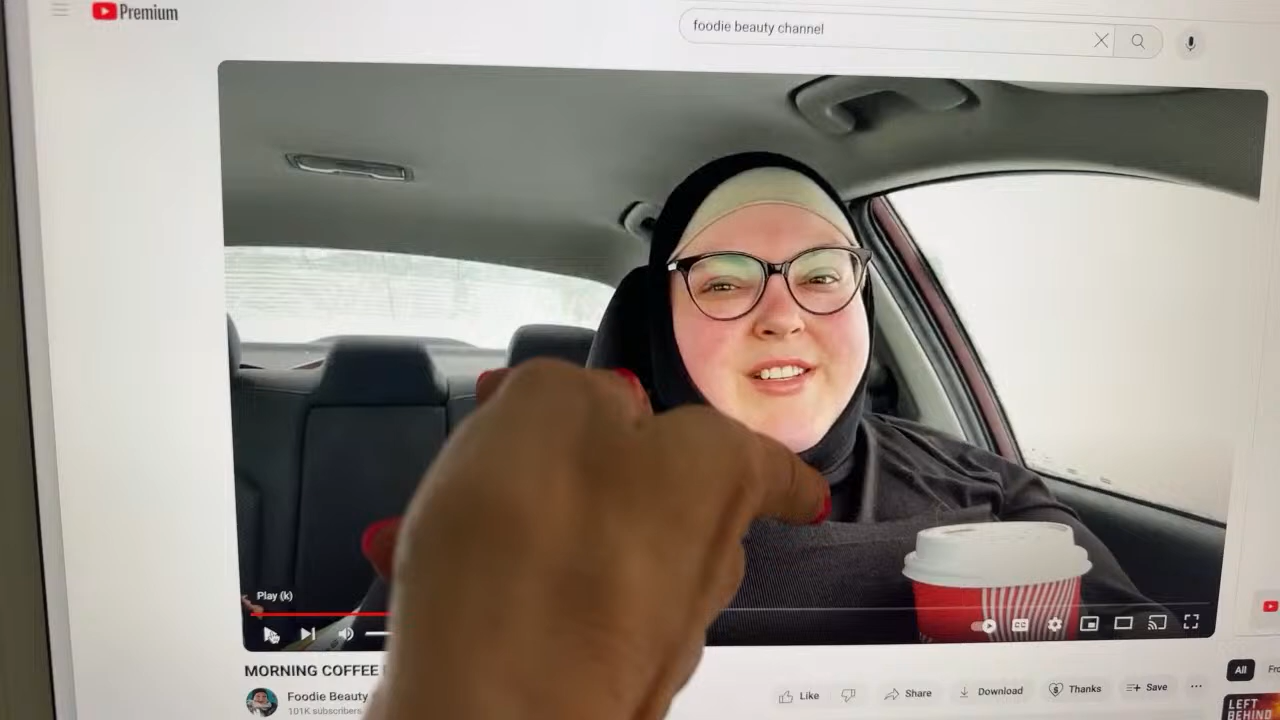 Premium
foodie beauty channel
Play (k)
CC
MORNING COFFEE
Foodie Beauty
101K subscribers
Like
Share
Download
Thanks
Save
All
LEFT
BEHIND